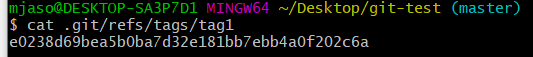 mjaso@DESKTOP-SA3P7D1 MINGW64 ~/Desktop/git-test (master)
$ cat .git/refs/tags/tag1
e0238d69bea5b0ba7d32e181bb7ebb4a0f202c6a